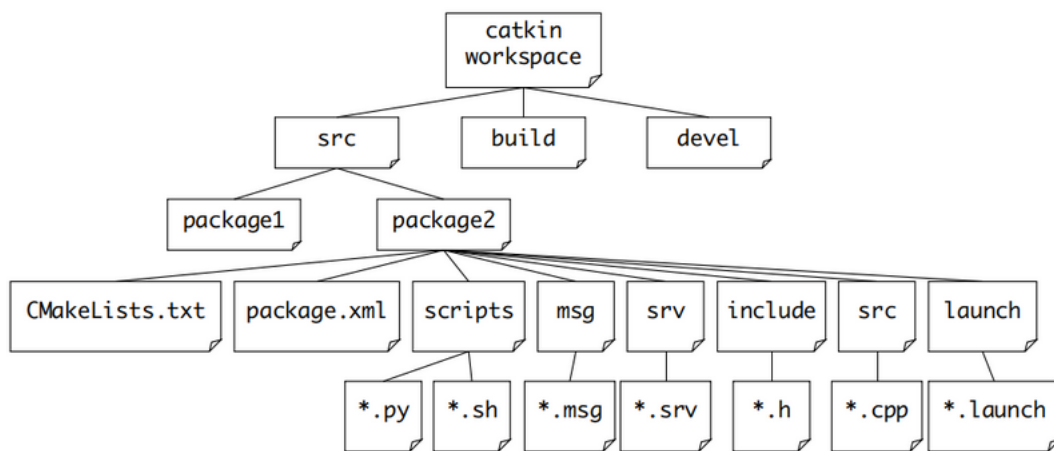 catkin
workspace
src
build
devel
package1
package2
CMakeLists.txt
package.xml
scripts
msg
srv
include
src
launch
*.py
*.sh
*.msg
*.srv
*.h
*.cpp
*.launch